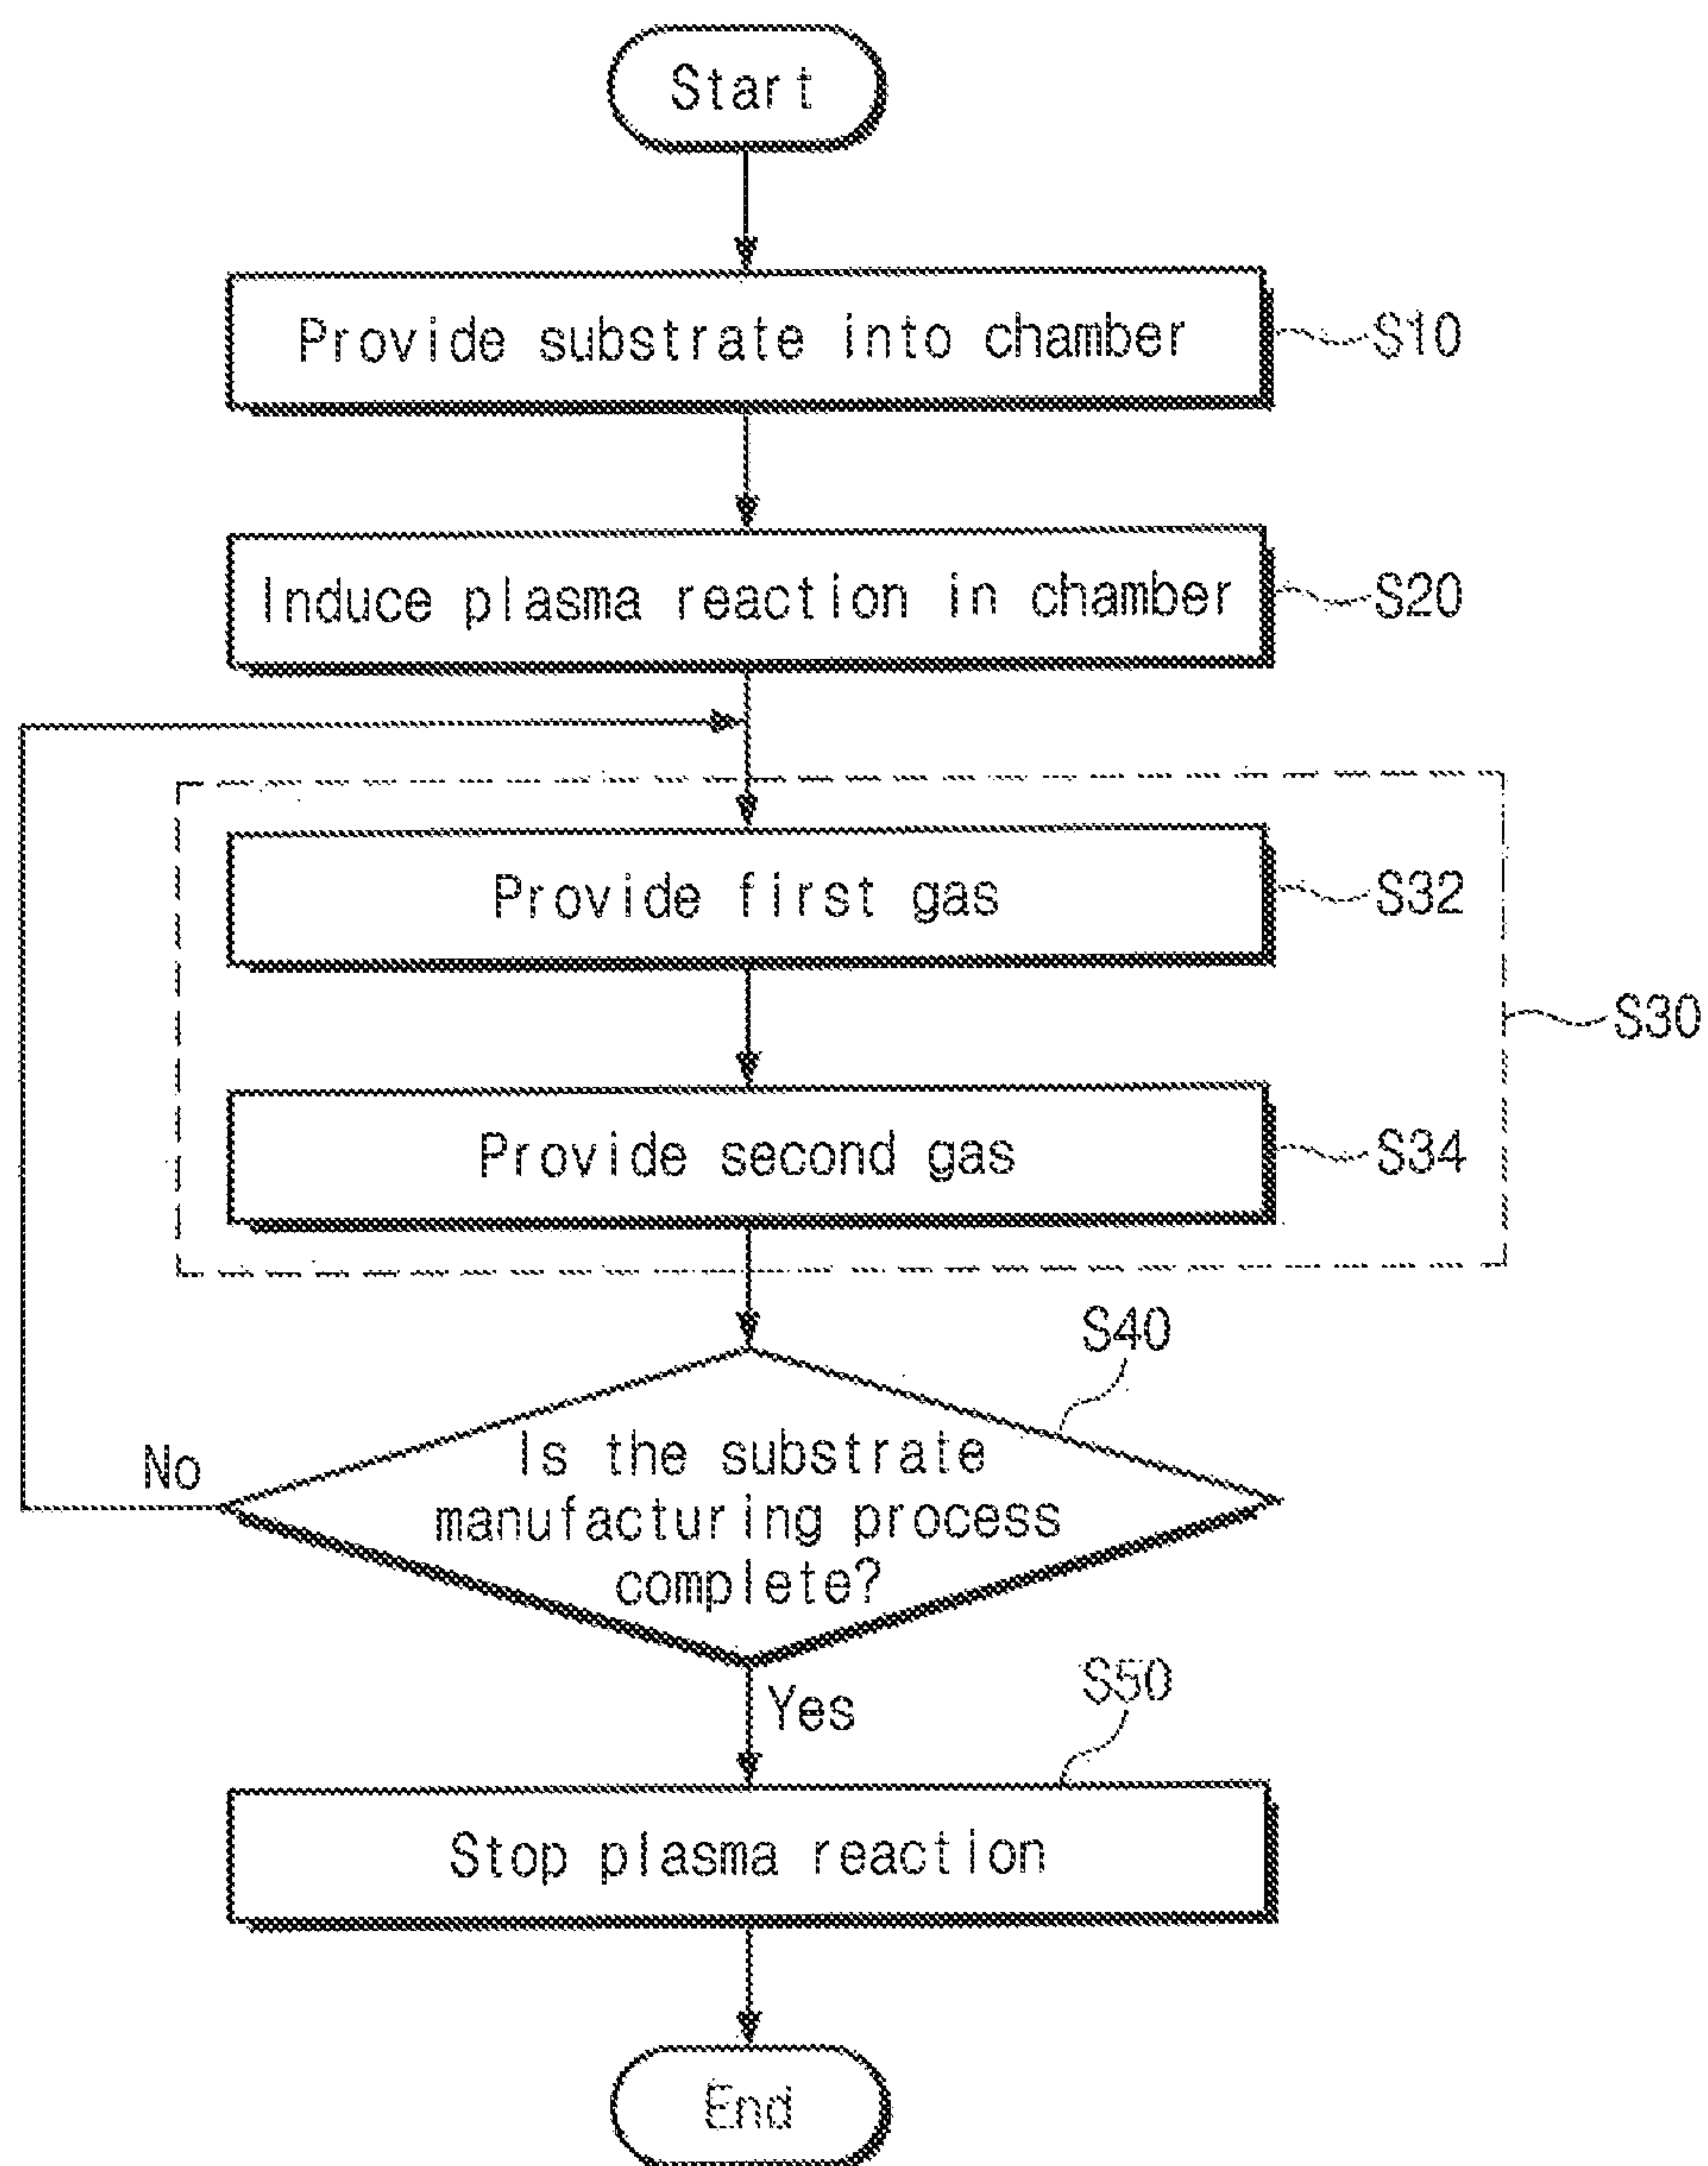 Start
Provide substrate into chamber
S10
Induce plasma reaction in chamber
S20
Provide first gas
S32
S30
Provide second gas
S34
S40
Is the substrate
manufacturing process
complete?
No
Yes
S50
Stop plasma reaction
End